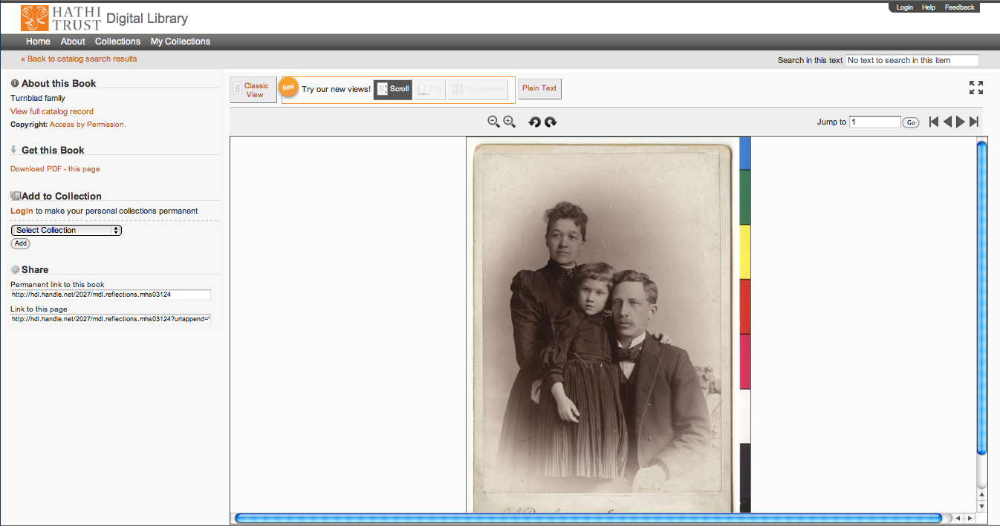 HATHI
TRUST
Digital Library
Login Help Feedback
Home About Collections My Collections
« Back to catalog search results
Search in this text No text to search in this item
About this Book
Turnblad family
View full catalog record
Copyright: Access by Permission.
Get this Book
Download PDF - this page
Add to Collection
Login to make your personal collections permanent
Select Collection
Add
Share
Permanent link to this book
http://hdl.handle.net/2027/mdl.reflections.mhs03124
Link to this page
http://hdl.handle.net/2027/mdl.reflections.mhs03124?urlappend=
Classic
View
New
Try our new views!
Scroll
Flip
Thumbnails
Plain Text
Jump to 1 Go